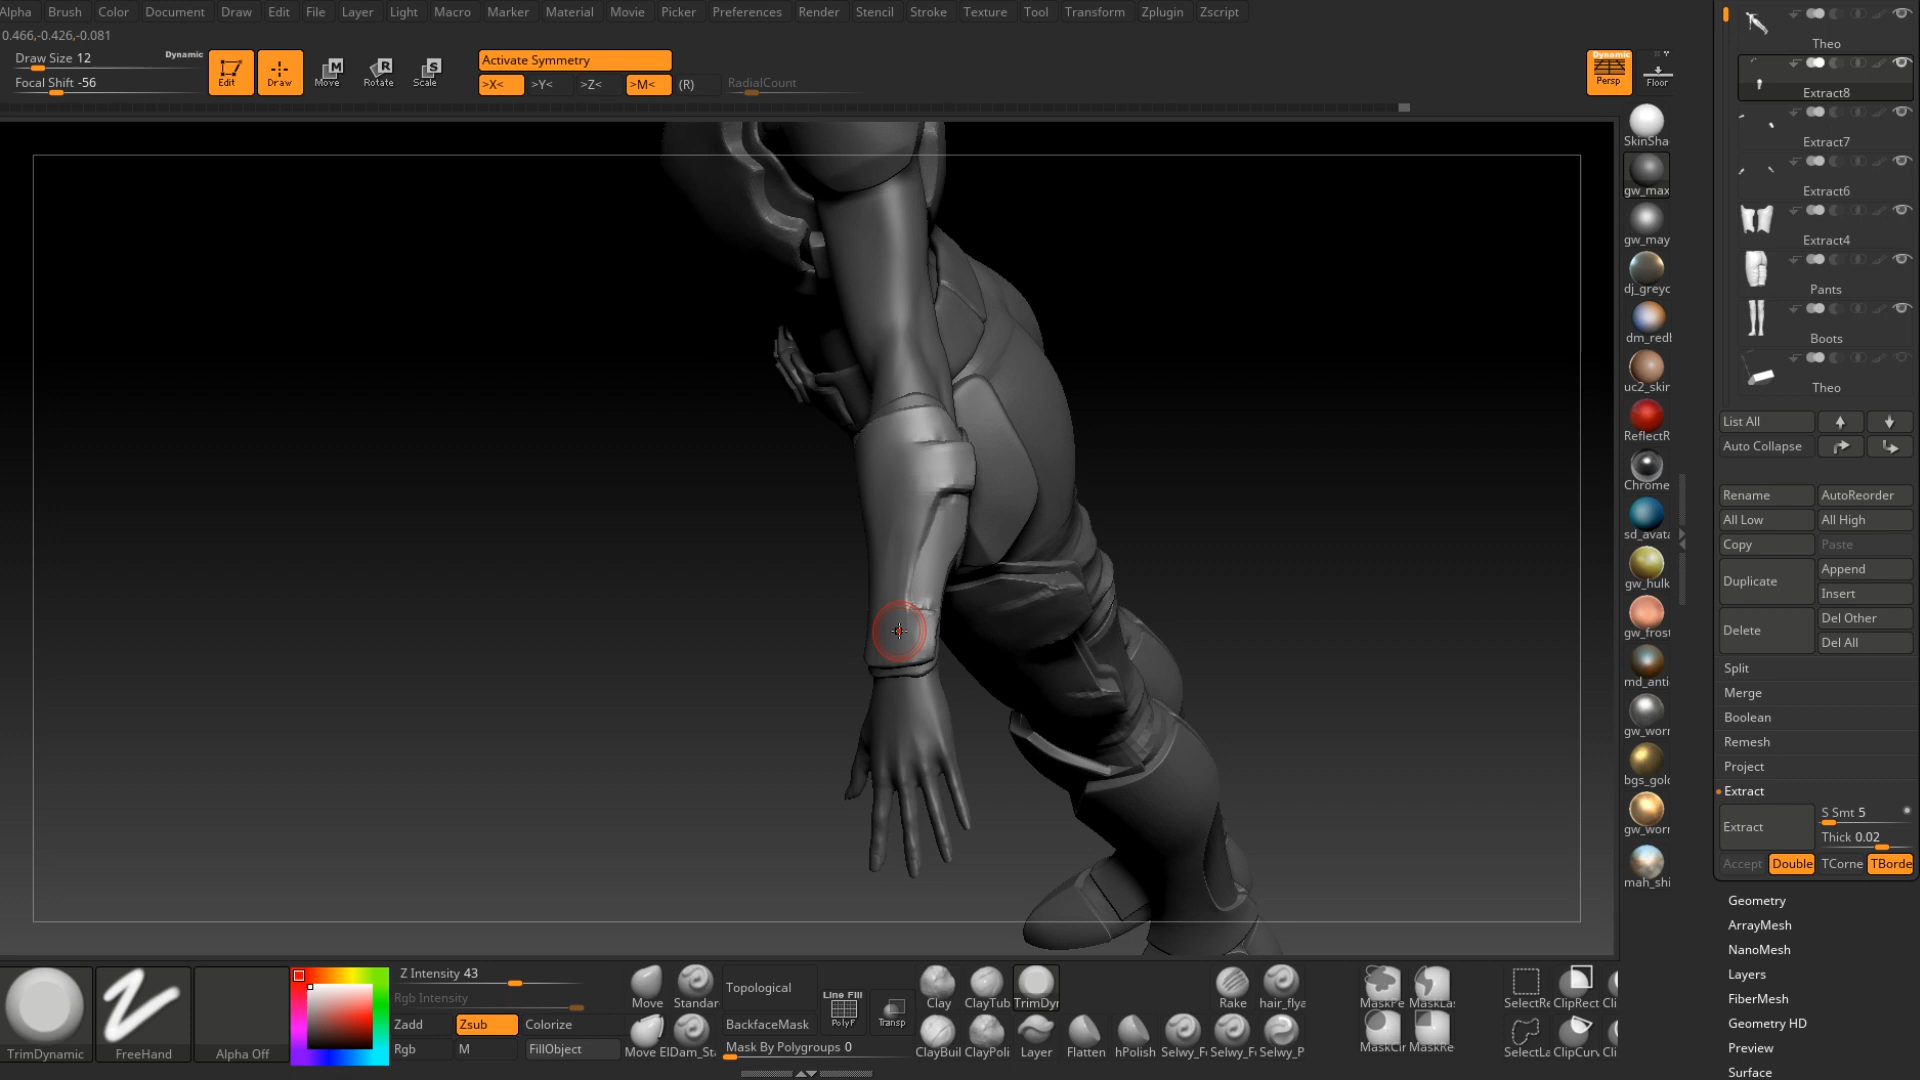 Alpha Brush Color Document Draw Edit File Layer Light Macro Marker Material Movie Picker Preferences Render Stencil Stroke Texture Tool Transform Zplugin Zscript
0.466,-0.426,-0.081
Draw Size 12
Dynamic
Focal Shift -56
Edit
Draw
Move
Rotate
Scale
Activate Symmetry
>X< >Y< >Z< >M< (R) RadialCount
Dynamic
Persp
Floor
SkinSha
gw_max
gw_may
dj_greyc
dm_redl
uc2_skir
ReflectR
Chrome
sd_avata
gw_hulk
gw_frost
md_anti
gw_worr
bgs_gold
gw_worr
mah_shi
Theo
Extract8
Extract7
Extract6
Extract4
Pants
Boots
Theo
List All
Auto Collapse
Rename AutoReorder
All Low All High
Copy Paste
Duplicate Append
Insert
Delete Del Other
Del All
Split
Merge
Boolean
Remesh
Project
Extract
Extract S Smt 5
Thick 0.02
Accept Double TCorne TBorde
Geometry
ArrayMesh
NanoMesh
Layers
FiberMesh
Geometry HD
Preview
Surface
TrimDynamic
FreeHand
Alpha Off
Z Intensity 43
Rgb Intensity
Zadd Zsub Colorize
Rgb M FillObject
Move Standar
Move ElDam_St
Topological
BackfaceMask
Mask By Polygroups 0
Line Fill
PolyF
Transp
Clay ClayTub TrimDyr
ClayBuil ClayPoli Layer Flatten hPolish Selwy_F Selwy_F Selwy_P
Rake hair_flya
MaskPe MaskLas
MaskCir MaskRe
SelectRe ClipRect Cli
SelectLa ClipCurv Cli